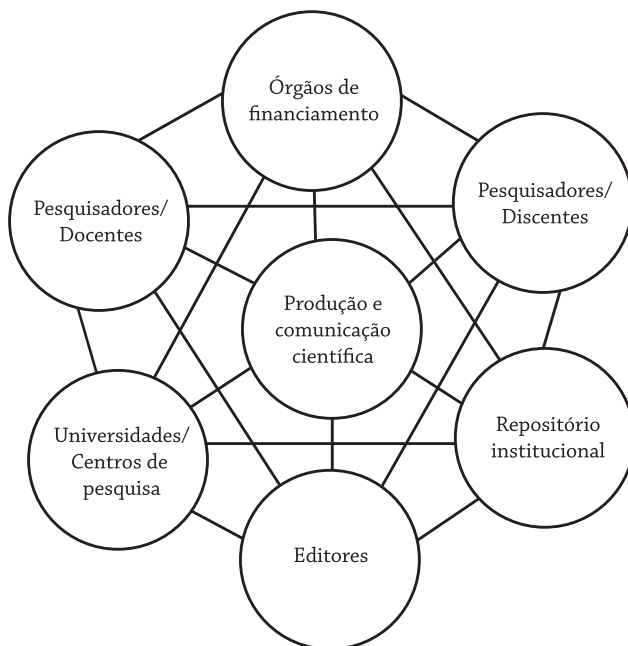 Órgãos de
financiamento
Pesquisadores/
Docentes
Pesquisadores/
Discentes
Produção e
comunicação
científica
Universidades/
Centros de
pesquisa
Repositório
institucional
Editores